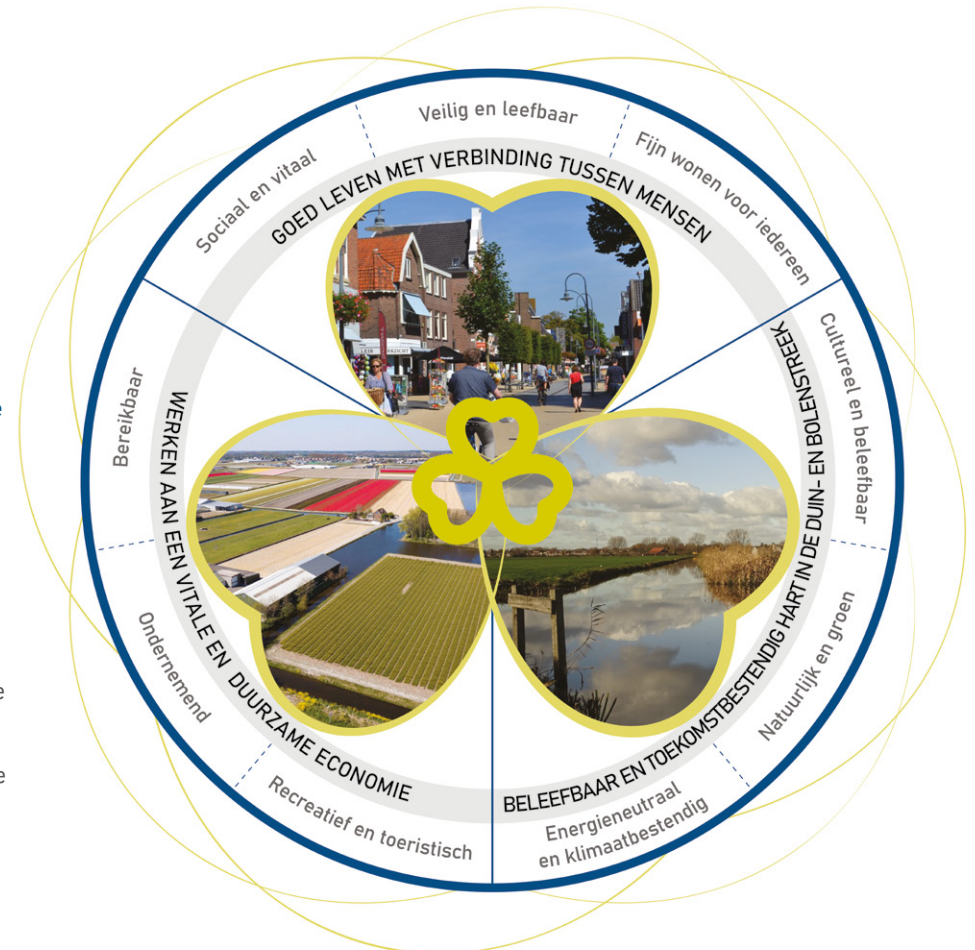 Veilig en leefbaar
Fijn wonen voor iedereen
Sociaal en vitaal
GOED LEVEN MET VERBINDING TUSSEN MENSEN
Cultureel en beleefbaar
Natuurlijk en groen
Energieneutraal
en klimaatbestendig
BELEEFBAAR EN TOEKOMSTBESTENDIG HART IN DE DUIN- EN BOLENSTREEK
Recreatief en toeristisch
Ondernemend
Bereikbaar
WERKEN AAN EEN VITALE EN DUURZAME ECONOMIE
e
e
e